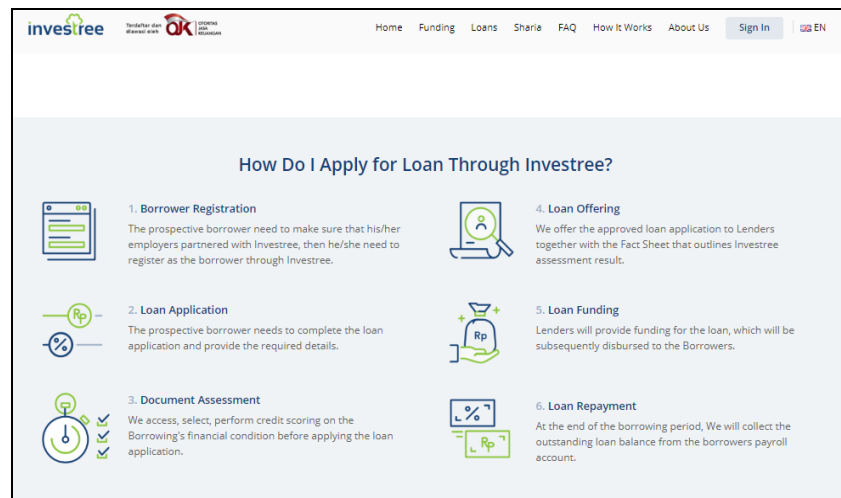 investree
Terdaftar dan
diawasi oleh
OJK
OTORITAS
JASA
KEUANGAN
Home Funding Loans Sharia FAQ How It Works About Us Sign In EN
How Do I Apply for Loan Through Investree?
1. Borrower Registration
The prospective borrower need to make sure that his/her
employers partnered with Investree, then he/she need to
register as the borrower through Investree.
Rp
2. Loan Application
The prospective borrower needs to complete the loan
application and provide the required details.
%
3. Document Assessment
We access, select, perform credit scoring on the
Borrowing's financial condition before applying the loan
application.
4. Loan Offering
We offer the approved loan application to Lenders
together with the Fact Sheet that outlines Investree
assessment result.
Rp
5. Loan Funding
Lenders will provide funding for the loan, which will be
subsequently disbursed to the Borrowers.
%
Rp
6. Loan Repayment
At the end of the borrowing period, We will collect the
outstanding loan balance from the borrowers payroll
account.